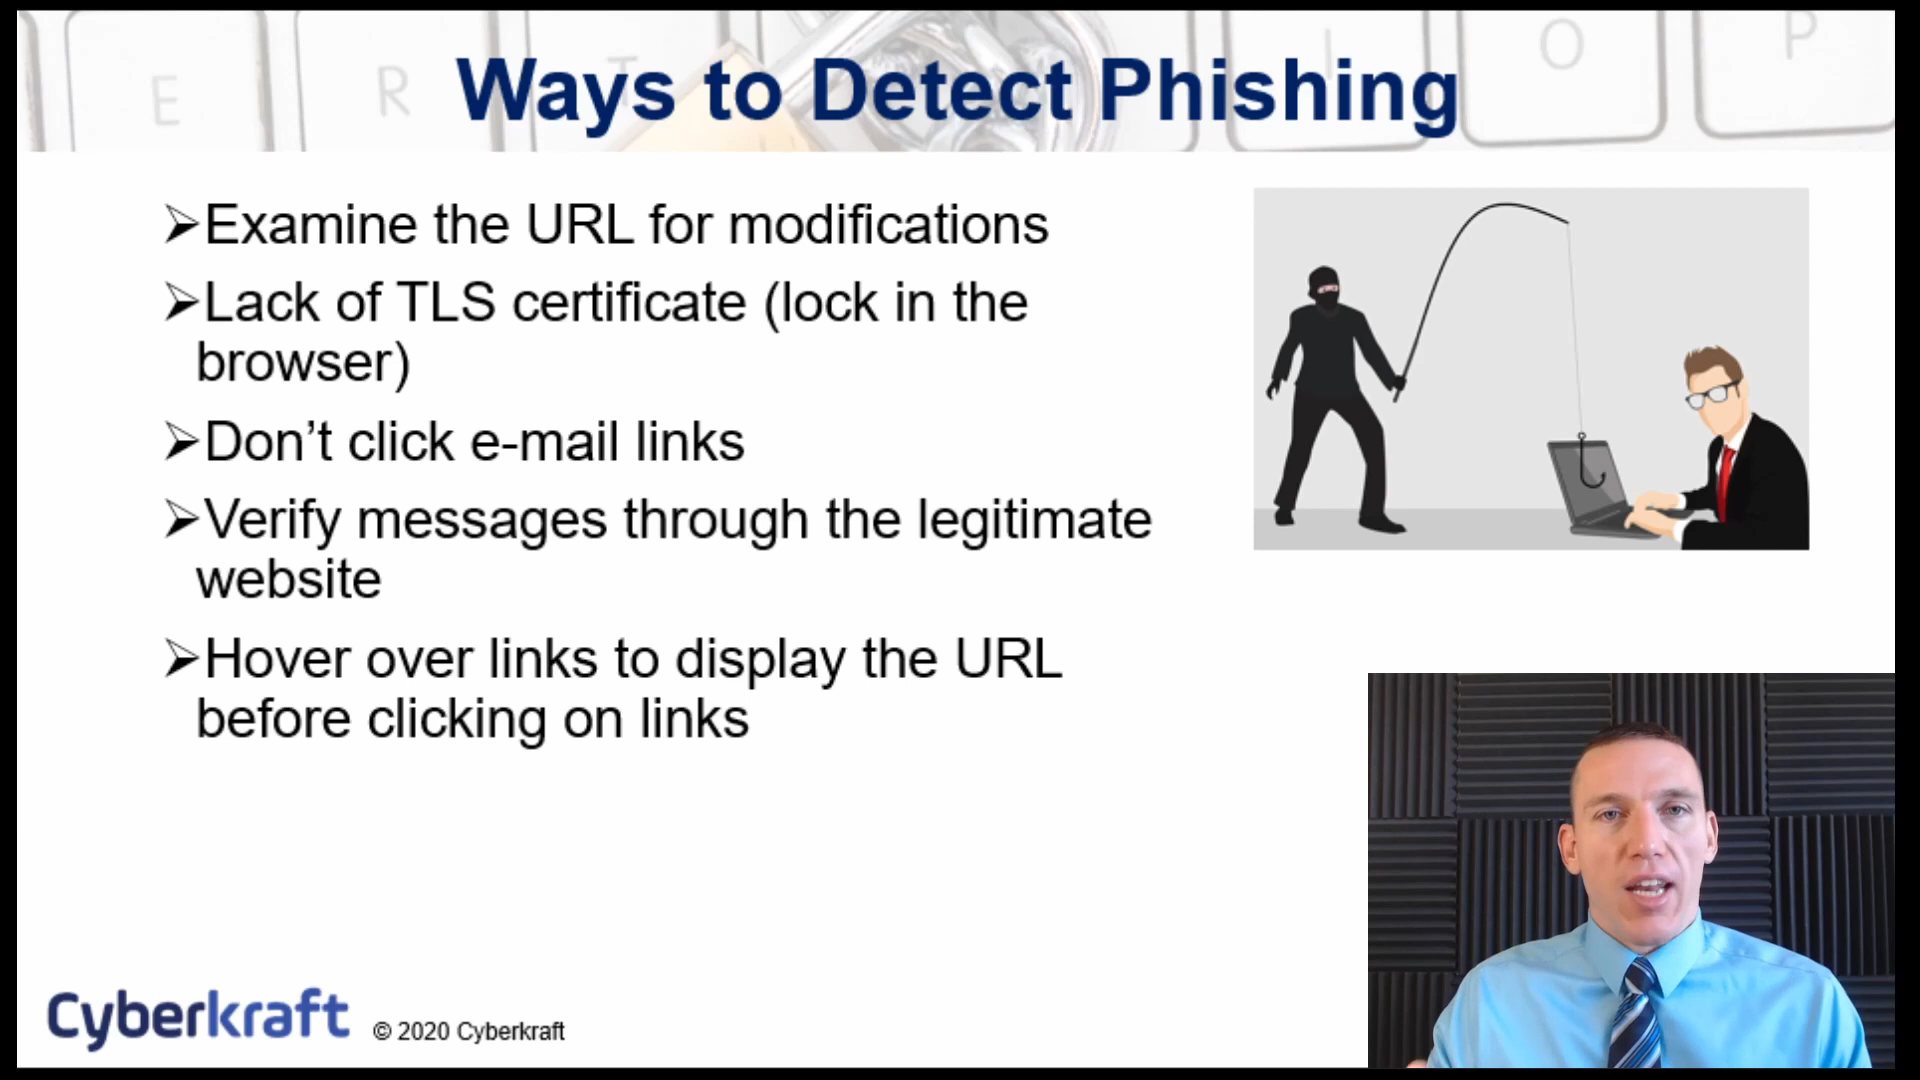 E R T I O P
Ways to Detect Phishing
➢Examine the URL for modifications
➢Lack of TLS certificate (lock in the
browser)
➢Don’t click e-mail links
➢Verify messages through the legitimate
website
➢Hover over links to display the URL
before clicking on links
Cyberkraft © 2020 Cyberkraft